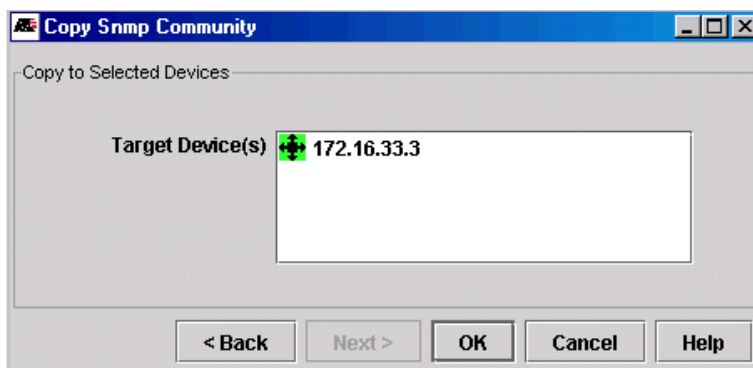 Copy Snmp Community
Copy to Selected Devices
Target Device(s) 172.16.33.3
< Back Next > OK Cancel Help